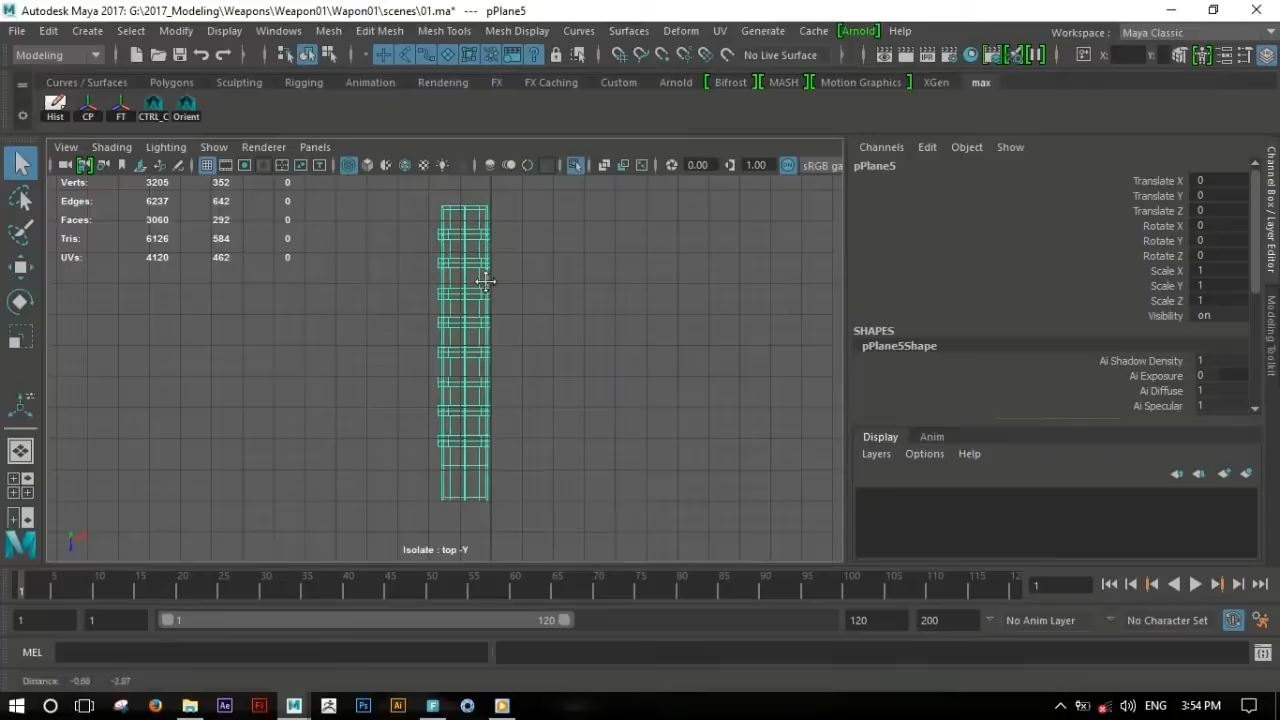 Autodesk Maya 2017: G:\2017_Modeling\Weapons\Weapon01\Wapon01\scenes\01.ma* --- pPlane5
File Edit Create Select Modify Display Windows Mesh Edit Mesh Mesh Tools Mesh Display Curves Surfaces Deform UV Generate Cache Arnold Help
Workspace : Maya Classic
Modeling No Live Surface X: Y:
Curves / Surfaces Polygons Sculpting Rigging Animation Rendering FX FX Caching Custom Arnold Bifrost MASH Motion Graphics XGen max
Hist CP FT CTRL_C Orient
View Shading Lighting Show Renderer Panels
0.00 1.00 sRGB ga
Verts: 3205 352 0
Edges: 6237 642 0
Faces: 3060 292 0
Tris: 6126 584 0
UVs: 4120 462 0
Isolate : top -Y
Channels Edit Object Show
pPlane5
Translate X 0
Translate Y 0
Translate Z 0
Rotate X 0
Rotate Y 0
Rotate Z 0
Scale X 1
Scale Y 1
Scale Z 1
Visibility on
SHAPES
pPlane5Shape
Ai Shadow Density 1
Ai Exposure 0
Ai Diffuse 1
Ai Specular 1
Display Anim
Layers Options Help
Channel Box / Layer Editor
Modeling Toolkit
1 5 10 15 20 25 30 35 40 45 50 55 60 65 70 75 80 85 90 95 100 105 110 115 12
1
1 1 1 120 120 200 No Anim Layer No Character Set
MEL
Distance: -0.68 -2.87
Ae Fl Ps Ai F
ENG 3:54 PM